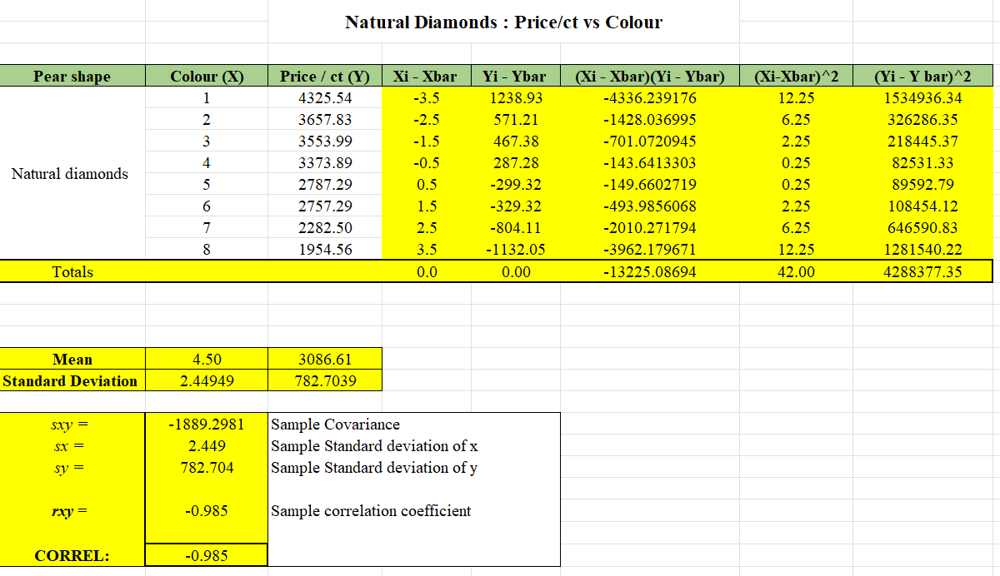 Natural Diamonds : Price/ct vs Colour
Pear shape Colour (X) Price / ct (Y) Xi - Xbar Yi - Ybar (Xi - Xbar)(Yi - Ybar) (Xi-Xbar)^2 (Yi - Y bar)^2
1 4325.54 -3.5 1238.93 -4336.239176 12.25 1534936.34
2 3657.83 -2.5 571.21 -1428.036995 6.25 326286.35
3 3553.99 -1.5 467.38 -701.0720945 2.25 218445.37
4 3373.89 -0.5 287.28 -143.6413303 0.25 82531.33
Natural diamonds
5 2787.29 0.5 -299.32 -149.6602719 0.25 89592.79
6 2757.29 1.5 -329.32 -493.9856068 2.25 108454.12
7 2282.50 2.5 -804.11 -2010.271794 6.25 646590.83
8 1954.56 3.5 -1132.05 -3962.179671 12.25 1281540.22
Totals 0.0 0.00 -13225.08694 42.00 4288377.35
Mean 4.50 3086.61
Standard Deviation 2.44949 782.7039
sxy = -1889.2981 Sample Covariance
sx = 2.449 Sample Standard deviation of x
sy = 782.704 Sample Standard deviation of y
rxy = -0.985 Sample correlation coefficient
CORREL: -0.985